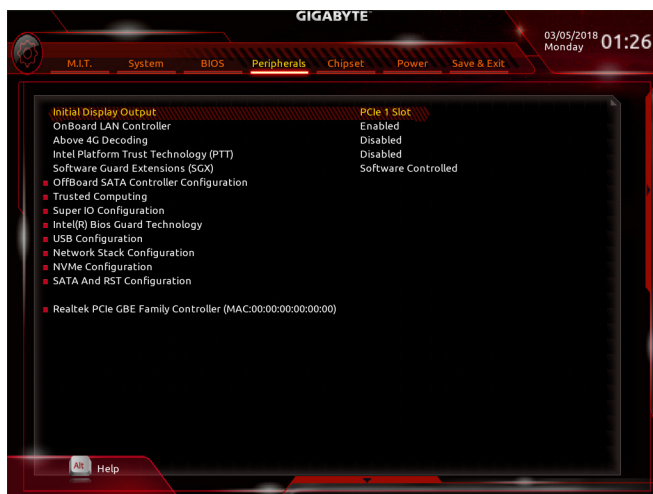 GIGABYTE™
03/05/2018
Monday 01:26
M.I.T. System BIOS Peripherals Chipset Power Save & Exit
Initial Display Output PCIe 1 Slot
OnBoard LAN Controller Enabled
Above 4G Decoding Disabled
Intel Platform Trust Technology (PTT) Disabled
Software Guard Extensions (SGX) Software Controlled
OffBoard SATA Controller Configuration
Trusted Computing
Super IO Configuration
Intel(R) Bios Guard Technology
USB Configuration
Network Stack Configuration
NVMe Configuration
SATA And RST Configuration
Realtek PCIe GBE Family Controller (MAC:00:00:00:00:00:00)
Alt Help